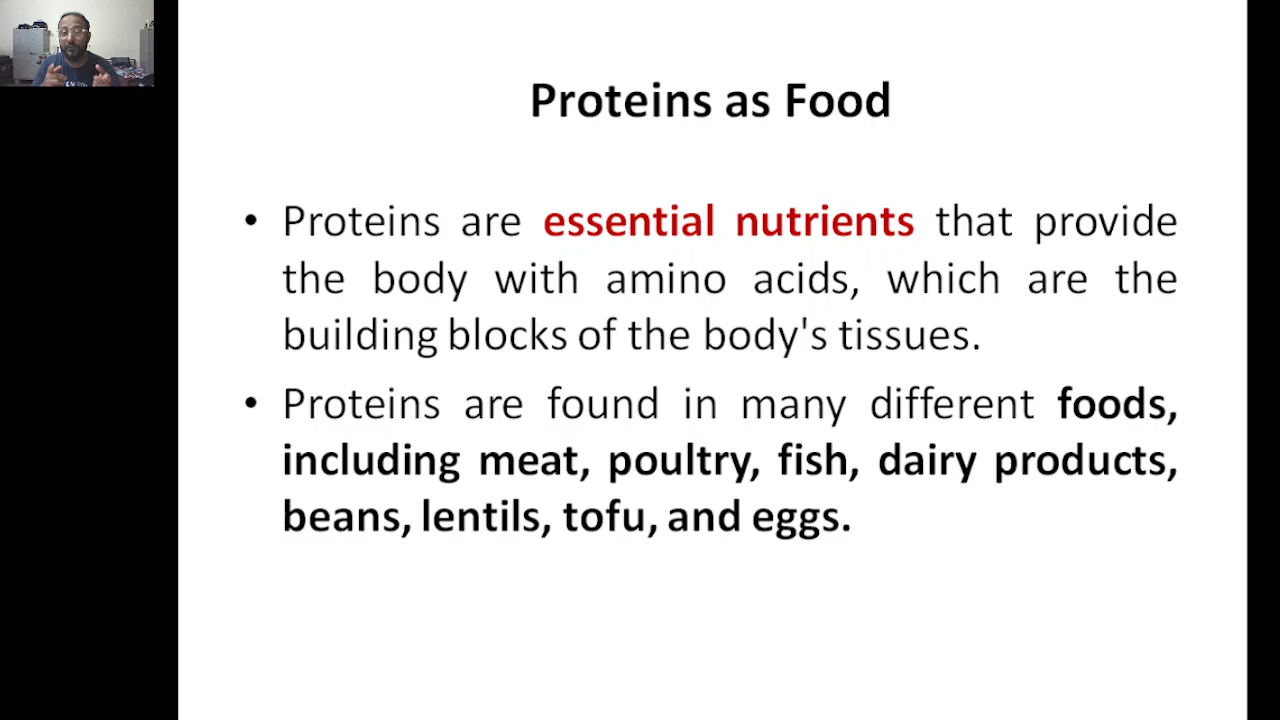 Proteins as Food
• Proteins are essential nutrients that provide
the body with amino acids, which are the
building blocks of the body's tissues.
• Proteins are found in many different foods,
including meat, poultry, fish, dairy products,
beans, lentils, tofu, and eggs.